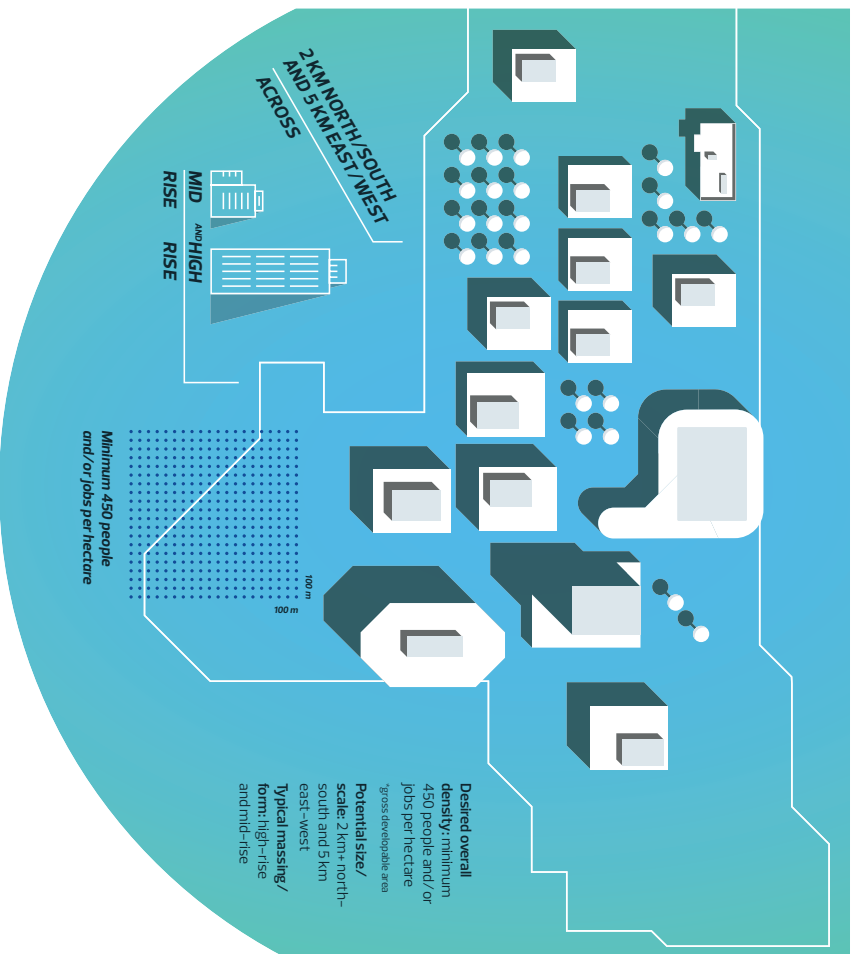 2 KM NORTH/SOUTH
AND 5 KM EAST/WEST
ACROSS
MID AND HIGH
RISE RISE
Minimum 450 people
and/or jobs per hectare
100 m
100 m
Desired overall
density: minimum
450 people and/or
jobs per hectare
*gross developable area
Potential size/
scale: 2 km+ north–
south and 5 km
east–west
Typical massing/
form: high–rise
and mid–rise